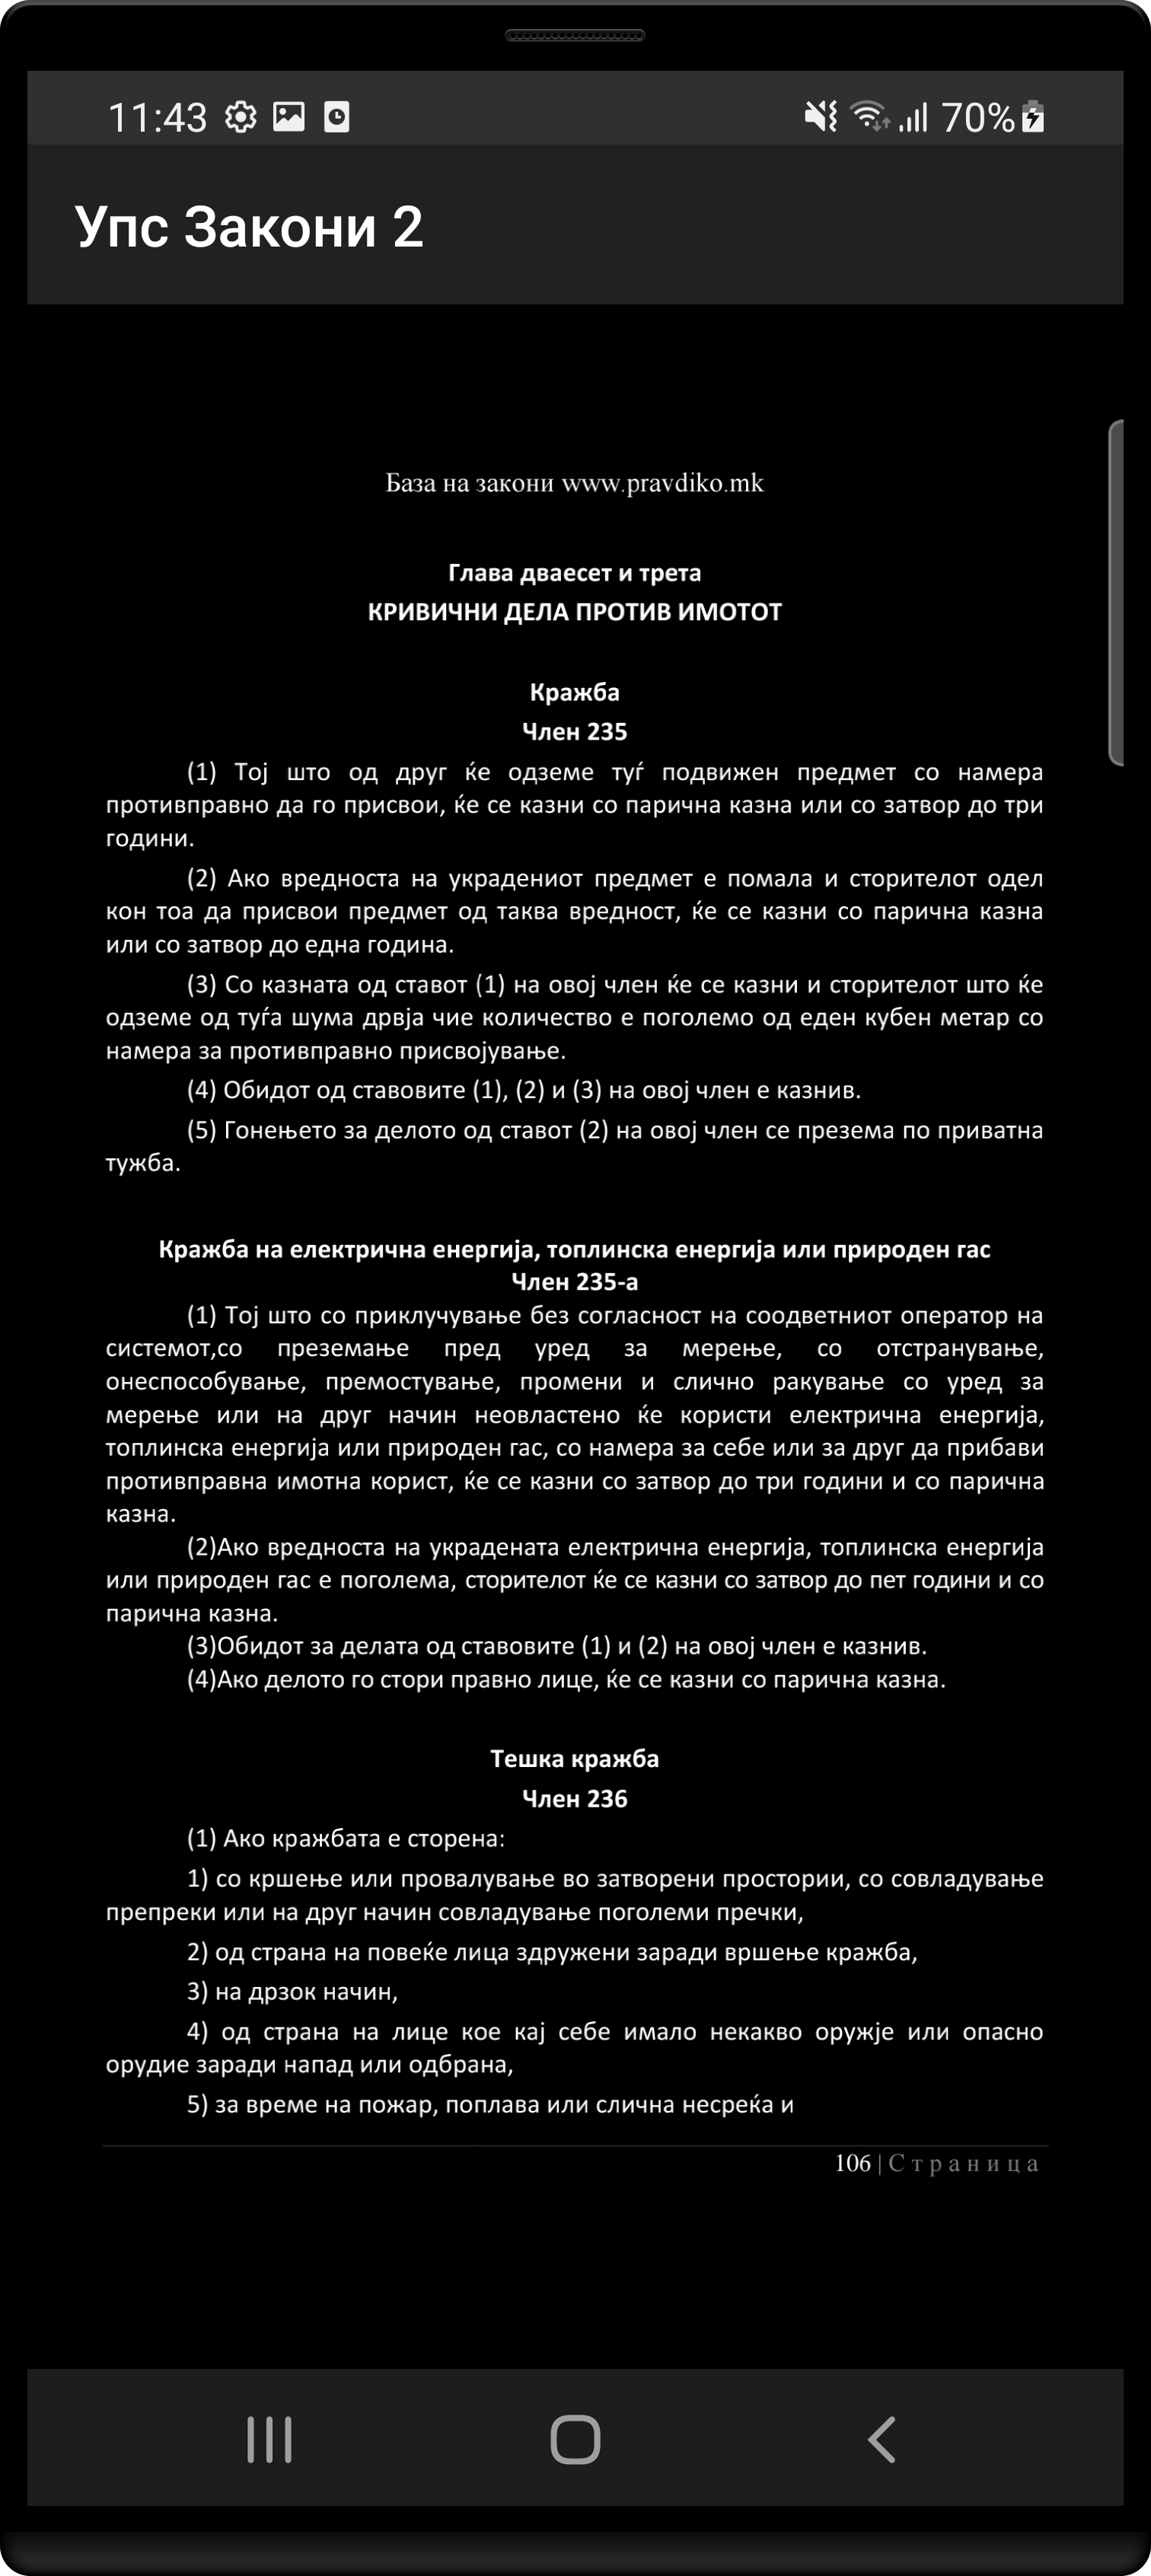 11:43
70%
Упс Закони 2
База на закони www.pravdiko.mk
Глава дваесет и трета
КРИВИЧНИ ДЕЛА ПРОТИВ ИМОТОТ
Кражба
Член 235
(1) Тој што од друг ќе одземе туѓ подвижен предмет со намера
противправно да го присвои, ќе се казни со парична казна или со затвор до три
години.
(2) Ако вредноста на украдениот предмет е помала и сторителот одел
кон тоа да присвои предмет од таква вредност, ќе се казни со парична казна
или со затвор до една година.
(3) Со казната од ставот (1) на овој член ќе се казни и сторителот што ќе
одземе од туѓа шума дрвја чие количество е поголемо од еден кубен метар со
намера за противправно присвојување.
(4) Обидот од ставовите (1), (2) и (3) на овој член е казнив.
(5) Гонењето за делото од ставот (2) на овој член се презема по приватна
тужба.
Кражба на електрична енергија, топлинска енергија или природен гас
Член 235-а
(1) Тој што со приклучување без согласност на соодветниот оператор на
системот,со преземање пред уред за мерење, со отстранување,
онеспособување, премостување, промени и слично ракување со уред за
мерење или на друг начин неовластено ќе користи електрична енергија,
топлинска енергија или природен гас, со намера за себе или за друг да прибави
противправна имотна корист, ќе се казни со затвор до три години и со парична
казна.
(2)Ако вредноста на украдената електрична енергија, топлинска енергија
или природен гас е поголема, сторителот ќе се казни со затвор до пет години и со
парична казна.
(3)Обидот за делата од ставовите (1) и (2) на овој член е казнив.
(4)Ако делото го стори правно лице, ќе се казни со парична казна.
Тешка кражба
Член 236
(1) Ако кражбата е сторена:
1) со кршење или провалување во затворени простории, со совладување
препреки или на друг начин совладување поголеми пречки,
2) од страна на повеќе лица здружени заради вршење кражба,
3) на дрзок начин,
4) од страна на лице кое кај себе имало некакво оружје или опасно
орудие заради напад или одбрана,
5) за време на пожар, поплава или слична несреќа и
106 | С т р а н и ц а